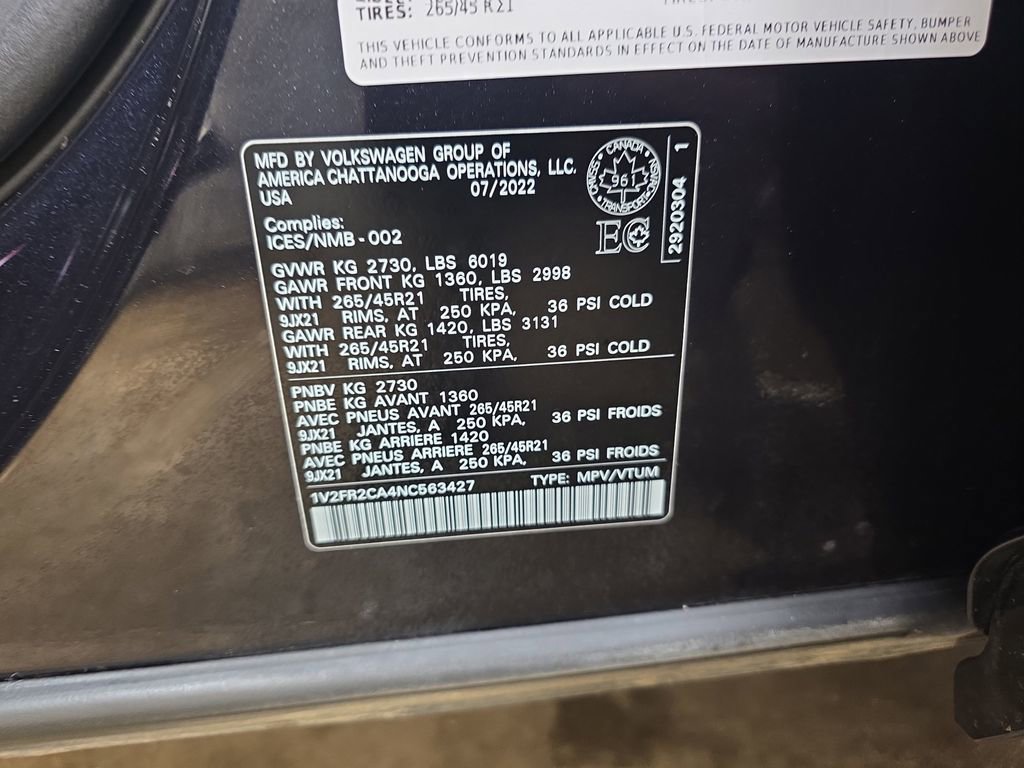 TIRES: 265/45 R21
THIS VEHICLE CONFORMS TO ALL APPLICABLE U.S. FEDERAL MOTOR VEHICLE SAFETY, BUMPER
AND THEFT PREVENTION STANDARDS IN EFFECT ON THE DATE OF MANUFACTURE SHOWN ABOVE
MFD BY VOLKSWAGEN GROUP OF
AMERICA CHATTANOOGA OPERATIONS, LLC.
USA 07/2022
CANADA
961
TRANSPORT
EC
2920304 1
Complies:
ICES/NMB-002
GVWR KG 2730, LBS 6019
GAWR FRONT KG 1360, LBS 2998
WITH 265/45R21 TIRES,
9JX21 RIMS, AT 250 KPA, 36 PSI COLD
GAWR REAR KG 1420, LBS 3131
WITH 265/45R21 TIRES,
9JX21 RIMS, AT 250 KPA, 36 PSI COLD
PNBV KG 2730
PNBE KG AVANT 1360
AVEC PNEUS AVANT 265/45R21
9JX21 JANTES, A 250 KPA, 36 PSI FROIDS
PNBE KG ARRIERE 1420
AVEC PNEUS ARRIERE 265/45R21
9JX21 JANTES, A 250 KPA, 36 PSI FROIDS
1V2FR2CA4NC563427 TYPE: MPV/VTUM